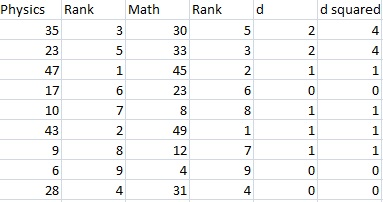 Physics Rank Math Rank d d squared
35 3 30 5 2 4
23 5 33 3 2 4
47 1 45 2 1 1
17 6 23 6 0 0
10 7 8 8 1 1
43 2 49 1 1 1
9 8 12 7 1 1
6 9 4 9 0 0
28 4 31 4 0 0